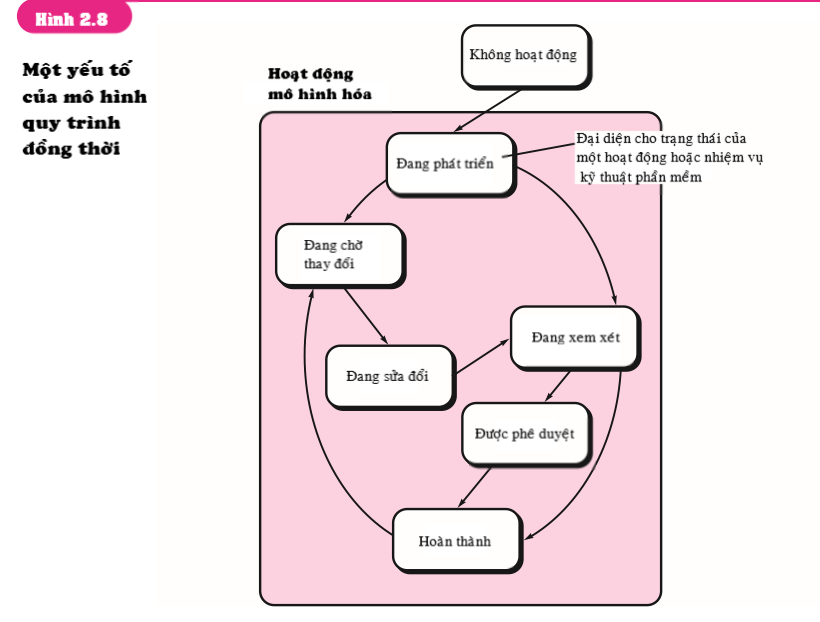 Hình 2.8
Một yếu tố
của mô hình
quy trình
đồng thời
Hoạt động
mô hình hóa
Không hoạt động
Đang phát triển
Đại diện cho trạng thái của
một hoạt động hoặc nhiệm vụ
kỹ thuật phần mềm
Đang chờ
thay đổi
Đang xem xét
Đang sửa đổi
Được phê duyệt
Hoàn thành